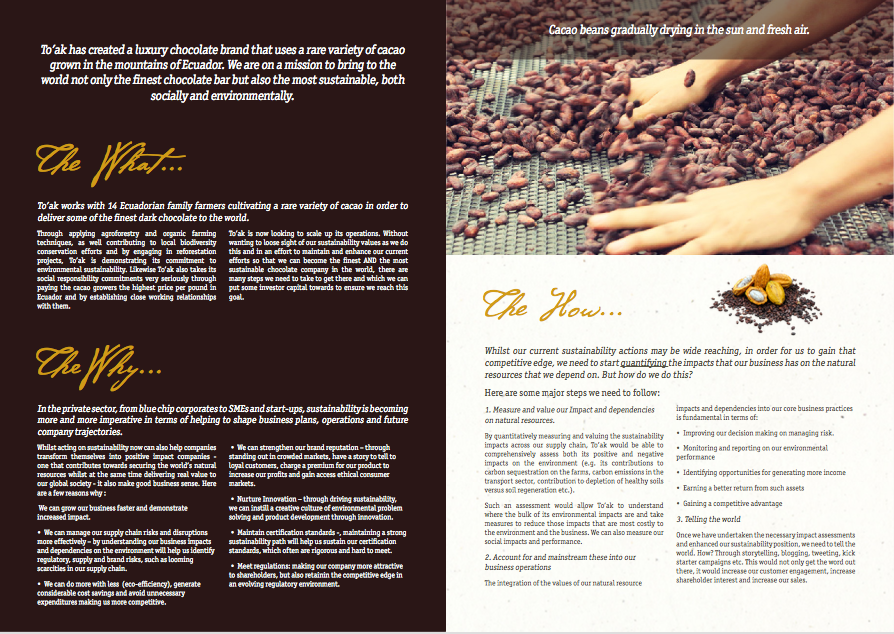 To'ak has created a luxury chocolate brand that uses a rare variety of cacao
grown in the mountains of Ecuador. We are on a mission to bring to the
world not only the finest chocolate bar but also the most sustainable, both
socially and environmentally.
The What...
To'ak works with 14 Ecuadorian family farmers cultivating a rare variety of cacao in order to
deliver some of the finest dark chocolate to the world.
Through applying agroforestry and organic farming
techniques, as well contributing to local biodiversity
conservation efforts and by engaging in reforestation
projects, To'ak is demonstrating its commitment to
environmental sustainability. Likewise To'ak also takes its
social responsibility commitments very seriously through
paying the cacao growers the highest price per pound in
Ecuador and by establishing close working relationships
with them.
To'ak is now looking to scale up its operations. Without
wanting to loose sight of our sustainability values as we do
this and in an effort to maintain and enhance our current
efforts so that we can become the finest AND the most
sustainable chocolate company in the world, there are
many steps we need to take to get there and which we can
put some investor capital towards to ensure we reach this
goal.
The Why...
In the private sector, from blue chip corporates to SMEs and start-ups, sustainability is becoming
more and more imperative in terms of helping to shape business plans, operations and future
company trajectories.
Whilst acting on sustainability now can also help companies
transform themselves into positive impact companies -
one that contributes towards securing the world's natural
resources whilst at the same time delivering real value to
our global society - it also make good business sense. Here
are a few reasons why :
We can grow our business faster and demonstrate
increased impact.
• We can manage our supply chain risks and disruptions
more effectively – by understanding our business impacts
and dependencies on the environment will help us identify
regulatory, supply and brand risks, such as looming
scarcities in our supply chain.
• We can do more with less (eco-efficiency), generate
considerable cost savings and avoid unnecessary
expenditures making us more competitive.
• We can strengthen our brand reputation – through
standing out in crowded markets, have a story to tell to
loyal customers, charge a premium for our product to
increase our profits and gain access ethical consumer
markets.
• Nurture Innovation – through driving sustainability,
we can instill a creative culture of environmental problem
solving and product development through innovation.
• Maintain certification standards -, maintaining a strong
sustainability path will help us sustain our certification
standards, which often are rigorous and hard to meet.
• Meet regulations: making our company more attractive
to shareholders, but also retainin the competitive edge in
an evolving regulatory environment.
Cacao beans gradually drying in the sun and fresh air.
The How...
Whilst our current sustainability actions may be wide reaching, in order for us to gain that
competitive edge, we need to start quantifying the impacts that our business has on the natural
resources that we depend on. But how do we do this?
Here are some major steps we need to follow:
1. Measure and value our Impact and dependencies
on natural resources.
By quantitatively measuring and valuing the sustainability
impacts across our supply chain, To'ak would be able to
comprehensively assess both its positive and negative
impacts on the environment (e.g. its contributions to
carbon sequestration on the farms, carbon emissions in the
transport sector, contribution to depletion of healthy soils
versus soil regeneration etc.).
Such an assessment would allow To'ak to understand
where the bulk of its environmental impacts are and take
measures to reduce those impacts that are most costly to
the environment and the business. We can also measure our
social impacts and performance.
2. Account for and mainstream these into our
business operations
The integration of the values of our natural resource
impacts and dependencies into our core business practices
is fundamental in terms of:
• Improving our decision making on managing risk.
• Monitoring and reporting on our environmental
performance
• Identifying opportunities for generating more income
• Earning a better return from such assets
• Gaining a competitive advantage
3. Telling the world
Once we have undertaken the necessary impact assessments
and enhanced our sustainability position, we need to tell the
world. How? Through storytelling, blogging, tweeting, kick
starter campaigns etc. This would not only get the word out
there, it would increase our customer engagement, increase
shareholder interest and increase our sales.